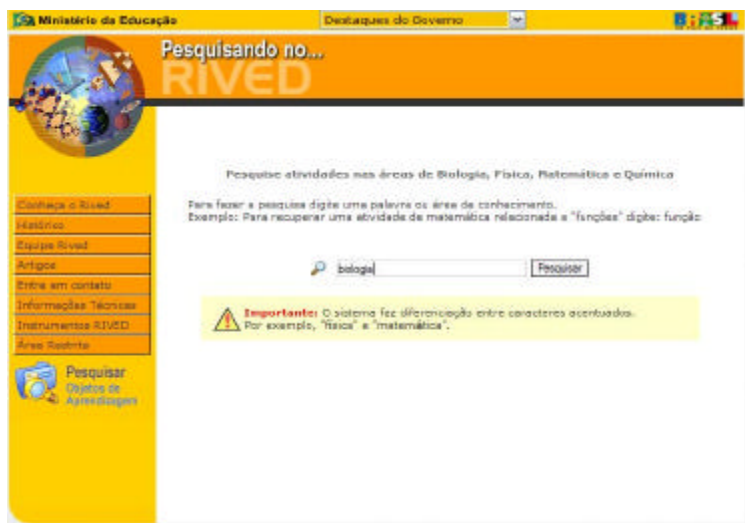 Ministério da Educação
Destaques do Governo
BRASIL
Pesquisando no...
RIVED
Pesquise atividades nas áreas de Biologia, Física, Matemática e Química
Para fazer a pesquisa digite uma palavra ou área de conhecimento.
Exemplo: Para recuperar uma atividade de matemática relacionada a "funções" digite: função
biologia
Pesquisar
Importante: O sistema faz diferenciação entre caracteres acentuados.
Por exemplo, "física" e "matemática".
Conheça o Rived
Histórico
Equipe Rived
Artigos
Entre em contato
Informações Técnicas
Instrumentos RIVED
Área Restrita
Pesquisar
Objetos de
Aprendizagem